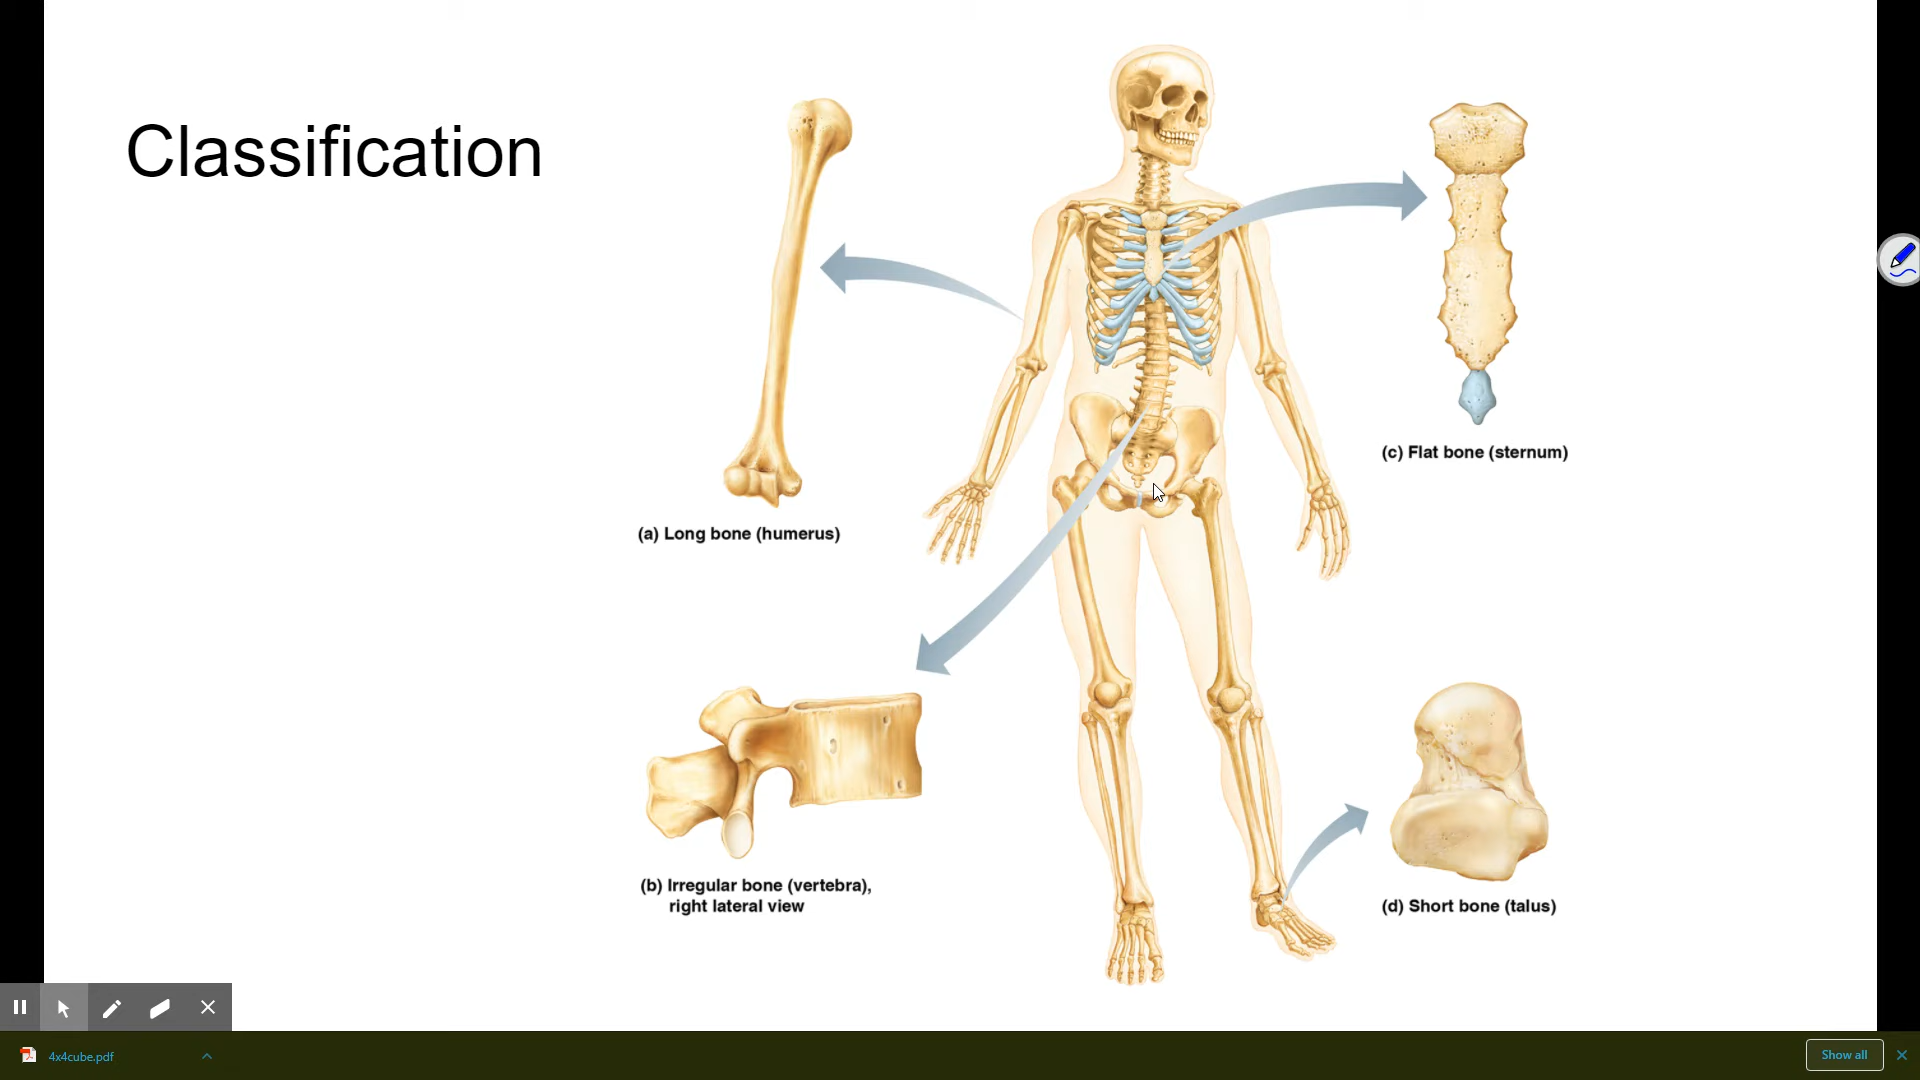 Classification
(c) Flat bone (sternum)
(a) Long bone (humerus)
(b) Irregular bone (vertebra),
right lateral view
(d) Short bone (talus)
4x4cube.pdf
Show all